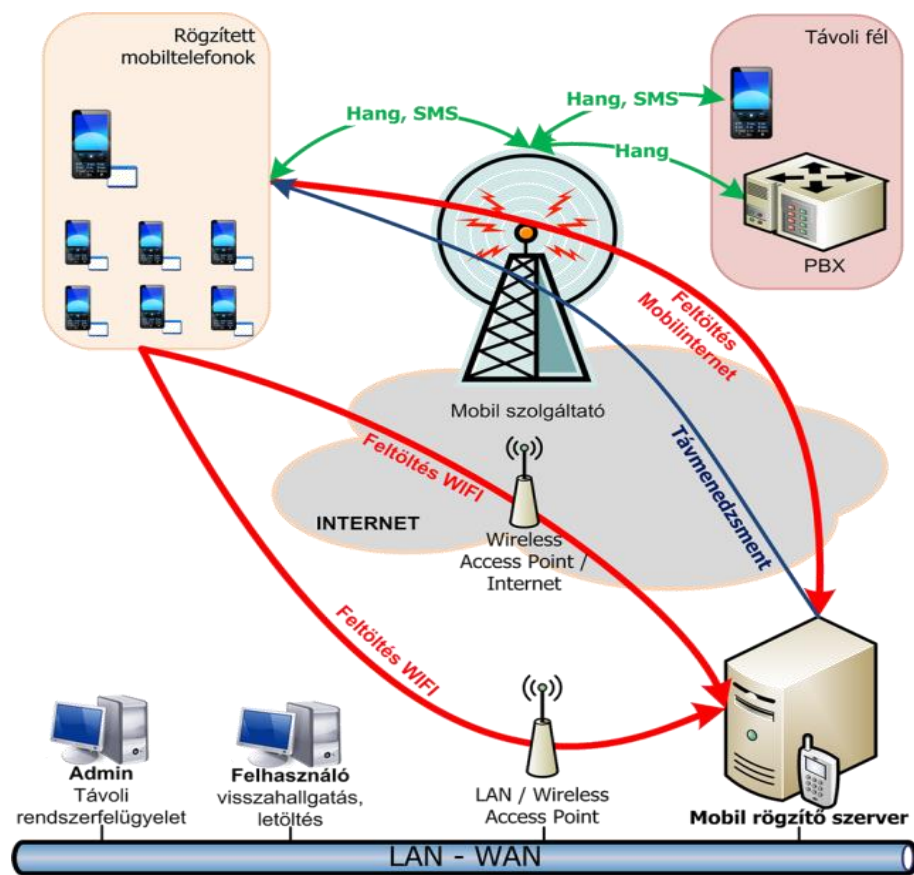 Rögzített
mobiltelefonok
Távoli fél
Hang, SMS
Hang, SMS
Hang
PBX
Feltöltés
Mobilinternet
Mobil szolgáltató
Távmenedzsment
Feltöltés WIFI
INTERNET
Wireless
Access Point /
Internet
Feltöltés WIFI
Admin
Távoli
rendszerfelügyelet
Felhasználó
visszahallgatás,
letöltés
LAN / Wireless
Access Point
Mobil rögzítő szerver
LAN - WAN